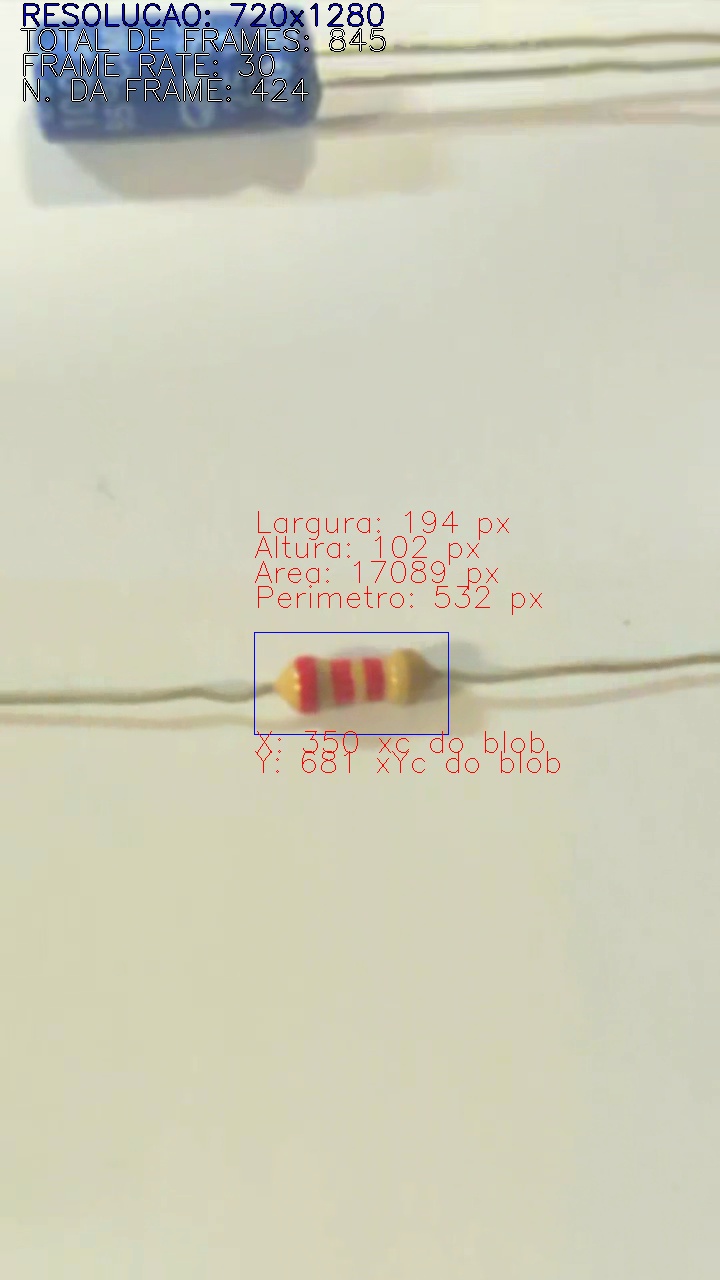 RESOLUCAO: 720x1280
TOTAL DE FRAMES: 845
FRAME RATE: 30
N. DA FRAME: 424
Largura: 194 px
Altura: 102 px
Area: 17089 px
Perimetro: 532 px
X: 350 xc do blob
Y: 681 xYc do blob